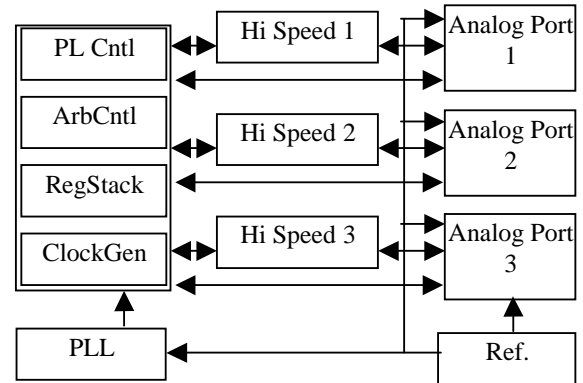 PL Cntl
Hi Speed 1
Analog Port
1
ArbCntl
Hi Speed 2
Analog Port
2
RegStack
ClockGen
Hi Speed 3
Analog Port
3
PLL
Ref.